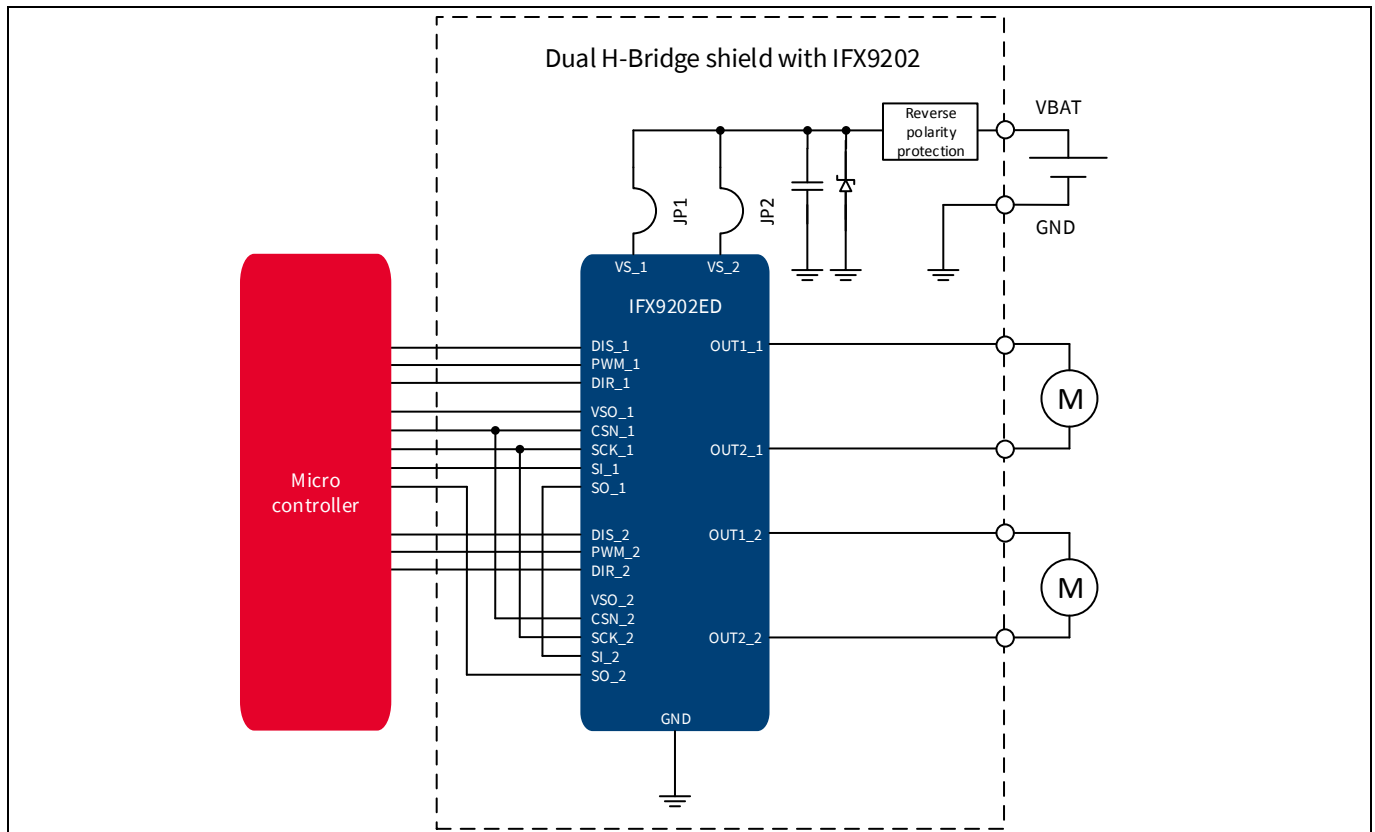 Dual H-Bridge shield with IFX9202
Reverse
polarity
protection
VBAT
GND
JP1
JP2
VS_1
VS_2
IFX9202ED
Micro
controller
DIS_1
PWM_1
DIR_1
VSO_1
CSN_1
SCK_1
SI_1
SO_1
DIS_2
PWM_2
DIR_2
VSO_2
CSN_2
SCK_2
SI_2
SO_2
OUT1_1
OUT2_1
OUT1_2
OUT2_2
M
M
GND